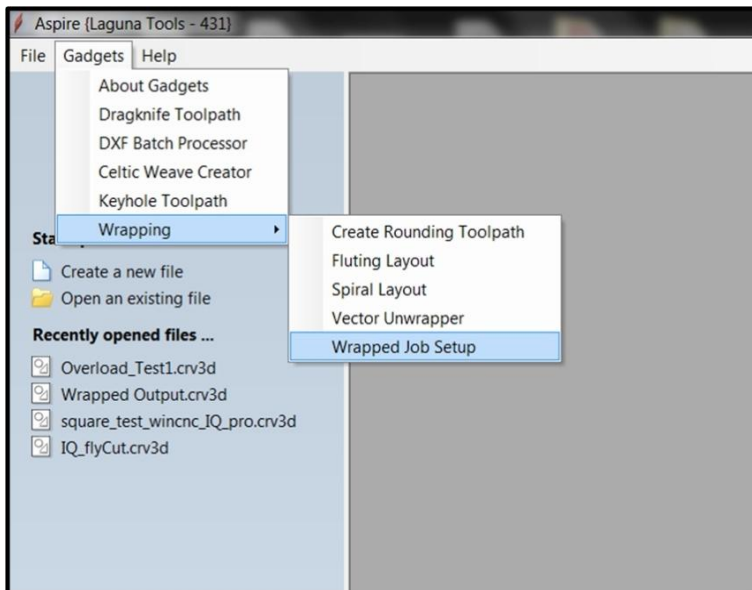 Aspire {Laguna Tools - 431}
File Gadgets Help
About Gadgets
Dragknife Toolpath
DXF Batch Processor
Celtic Weave Creator
Keyhole Toolpath
Wrapping
Create Rounding Toolpath
Fluting Layout
Spiral Layout
Vector Unwrapper
Wrapped Job Setup
Create a new file
Open an existing file
Recently opened files ...
Overload_Test1.crv3d
Wrapped Output.crv3d
square_test_wincnc_IQ_pro.crv3d
IQ_flyCut.crv3d